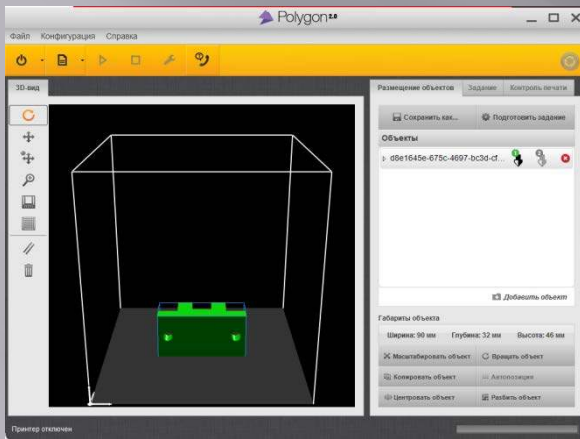 Polygon 2.0
Файл Конфигурация Справка
3D-вид
Размещение объектов Задание Контроль печати
Сохранить как... Подготовить задание
Объекты
d8e1645e-675c-4697-bc3d-cf... 1 2
Добавить объект
Габариты объекта
Ширина: 90 мм Глубина: 32 мм Высота: 46 мм
Масштабировать объект Вращать объект
Копировать объект Автопозиция
Центровать объект Разбить объект
Принтер отключен